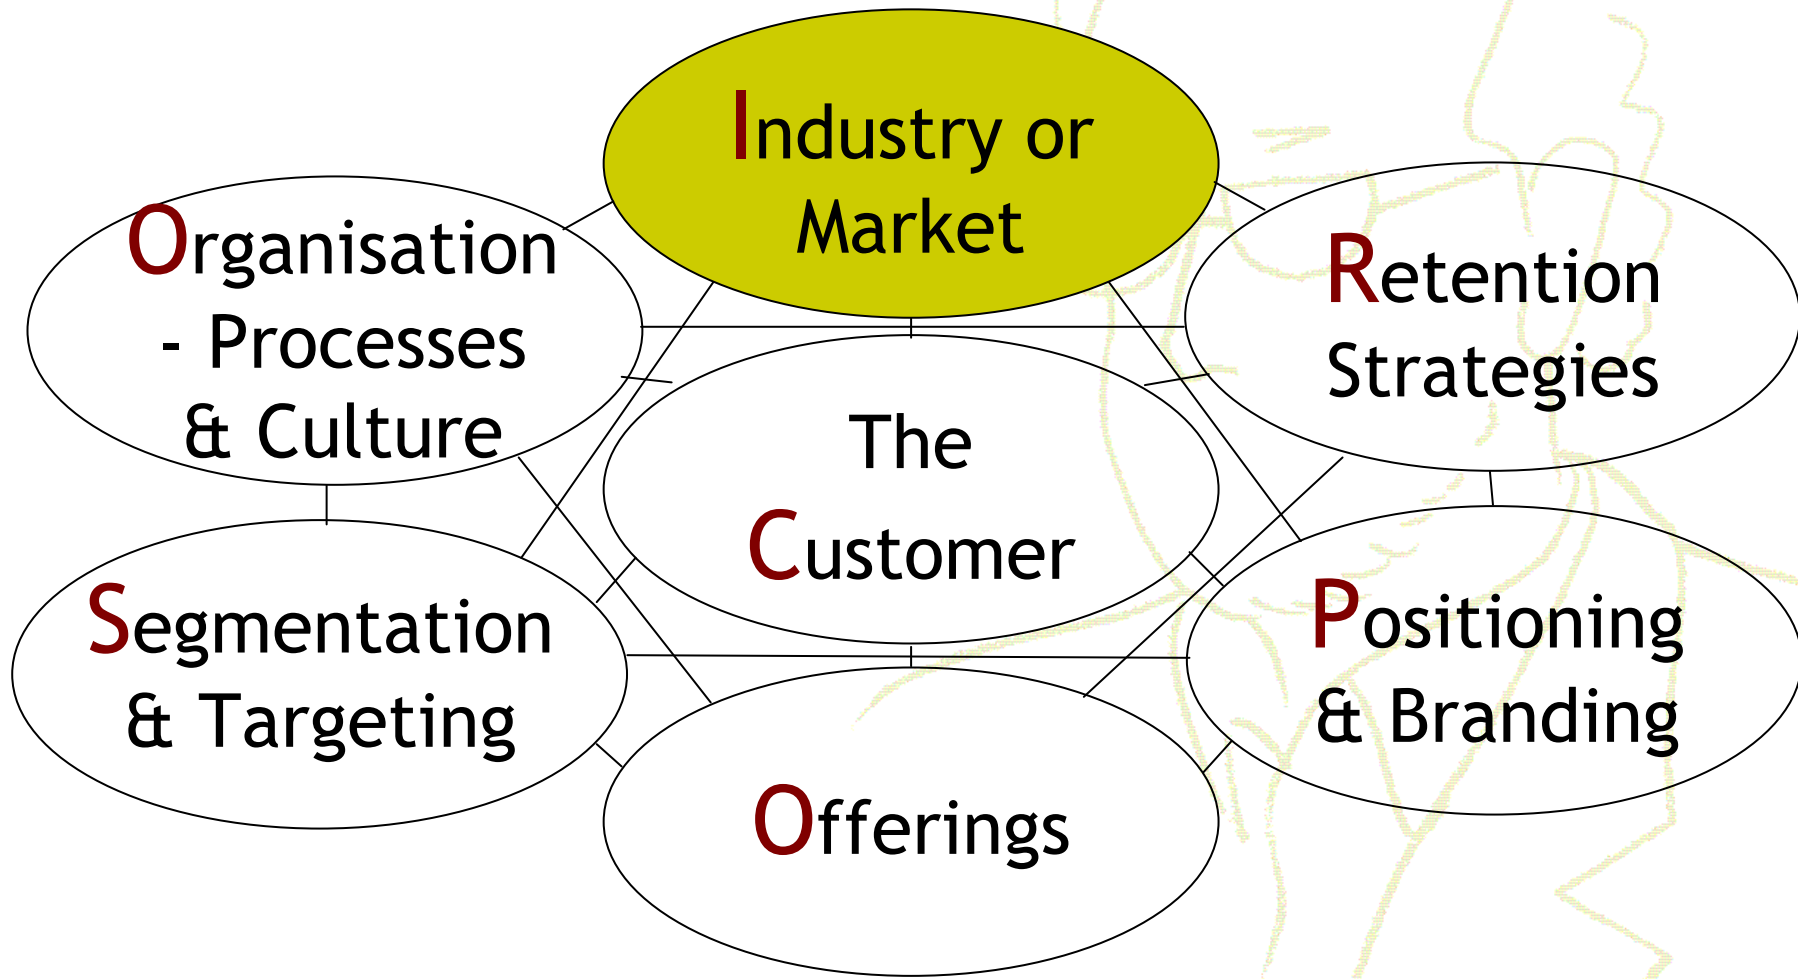 Industry or
Market
Organisation
- Processes
& Culture
Retention
Strategies
The
Customer
Segmentation
& Targeting
Positioning
& Branding
Offerings